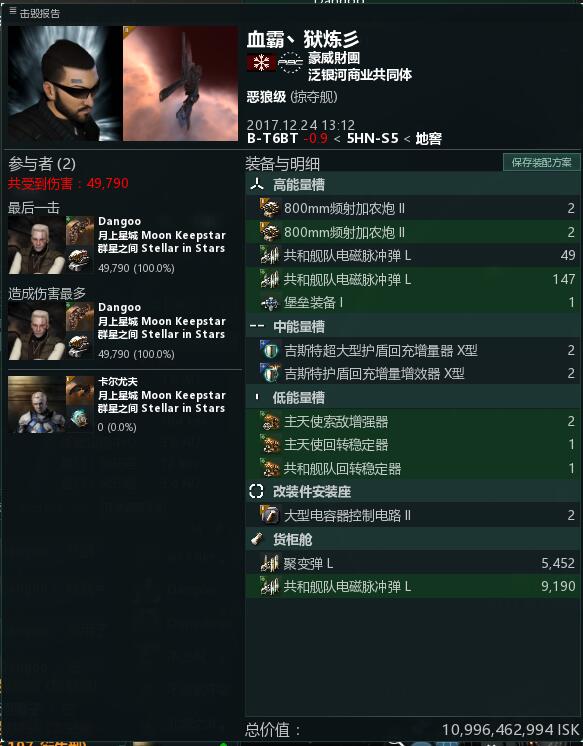 击毁报告
血霸丶狱炼彡
豪威財團
泛银河商业共同体
恶狼级 (掠夺舰)
2017.12.24 13:12
B-T6BT -0.9 < 5HN-S5 < 地窖
参与者 (2)
共受到伤害：49,790
最后一击
Dangoo
月上星城 Moon Keepstar
群星之间 Stellar in Stars
49,790 (100.0%)
造成伤害最多
Dangoo
月上星城 Moon Keepstar
群星之间 Stellar in Stars
49,790 (100.0%)
卡尔尤夫
月上星城 Moon Keepstar
群星之间 Stellar in Stars
0 (0.0%)
装备与明细
保存装配方案
高能量槽
800mm频射加农炮 II 2
800mm频射加农炮 II 2
共和舰队电磁脉冲弹 L 49
共和舰队电磁脉冲弹 L 147
堡垒装备 I 1
中能量槽
吉斯特超大型护盾回充增量器 X型 2
吉斯特护盾回充增量增效器 X型 2
低能量槽
主天使索敌增强器 2
主天使回转稳定器 1
共和舰队回转稳定器 1
改装件安装座
大型电容器控制电路 II 2
货柜舱
聚变弹 L 5,452
共和舰队电磁脉冲弹 L 9,190
总价值： 10,996,462,994 ISK